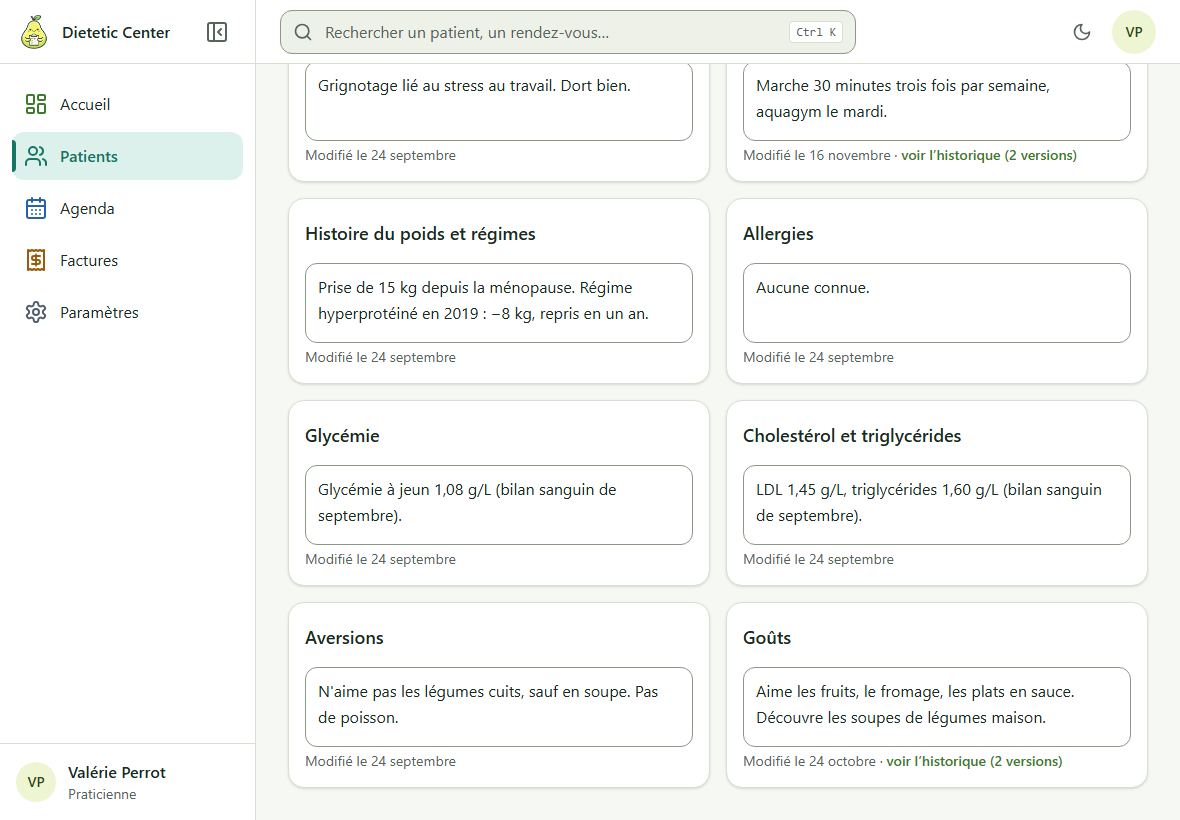 Dietetic Center
Rechercher un patient, un rendez-vous...
Ctrl K
VP
Accueil
Patients
Agenda
Factures
Paramètres
Grignotage lié au stress au travail. Dort bien.
Modifié le 24 septembre
Marche 30 minutes trois fois par semaine,
aquagym le mardi.
Modifié le 16 novembre · voir l’historique (2 versions)
Histoire du poids et régimes
Prise de 15 kg depuis la ménopause. Régime
hyperprotéiné en 2019 : −8 kg, repris en un an.
Modifié le 24 septembre
Allergies
Aucune connue.
Modifié le 24 septembre
Glycémie
Glycémie à jeun 1,08 g/L (bilan sanguin de
septembre).
Modifié le 24 septembre
Cholestérol et triglycérides
LDL 1,45 g/L, triglycérides 1,60 g/L (bilan sanguin
de septembre).
Modifié le 24 septembre
Aversions
N'aime pas les légumes cuits, sauf en soupe. Pas
de poisson.
Modifié le 24 septembre
Goûts
Aime les fruits, le fromage, les plats en sauce.
Découvre les soupes de légumes maison.
Modifié le 24 octobre · voir l’historique (2 versions)
VP
Valérie Perrot
Praticienne